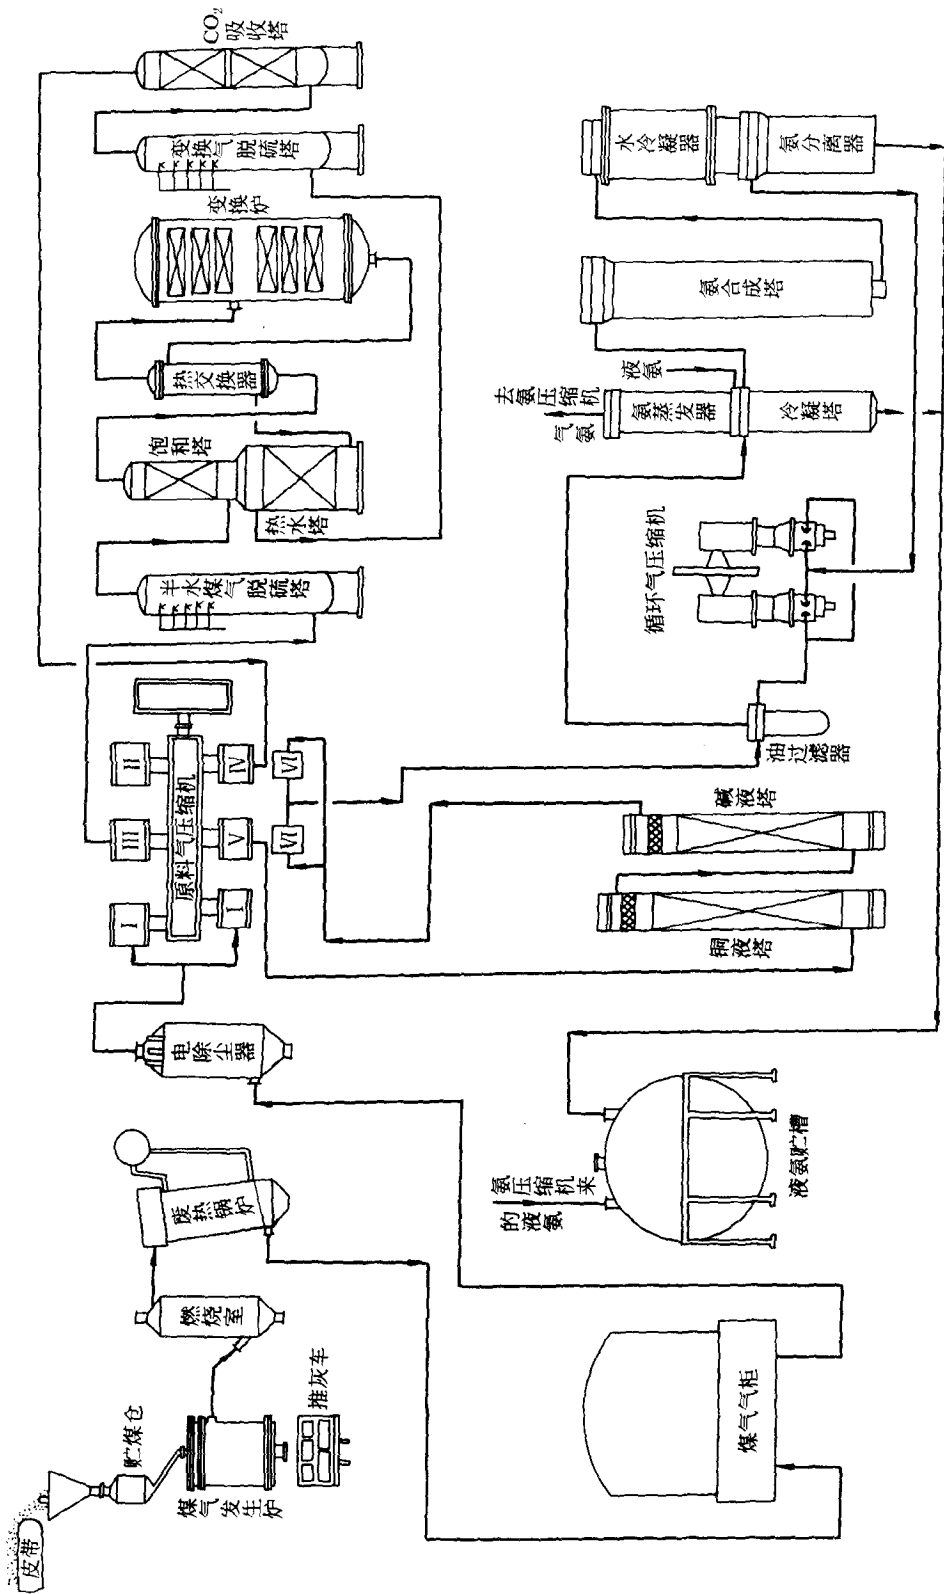 皮带
贮煤仓
煤气发生炉
推灰车
燃烧室
废热锅炉
煤气气柜
电除尘器
氨压缩机来
的液氨
液氨贮槽
原料气压缩机
I
I
III
V
II
IV
VI
VI
铜液塔
碱液塔
油过滤器
循环气压缩机
半水煤气脱硫塔
饱和塔
热水塔
热交换器
变换炉
变换气脱硫塔
CO₂
吸收塔
去氨压缩机
气氨
液氨
氨蒸发器
冷凝塔
氨合成塔
水冷凝器
氨分离器